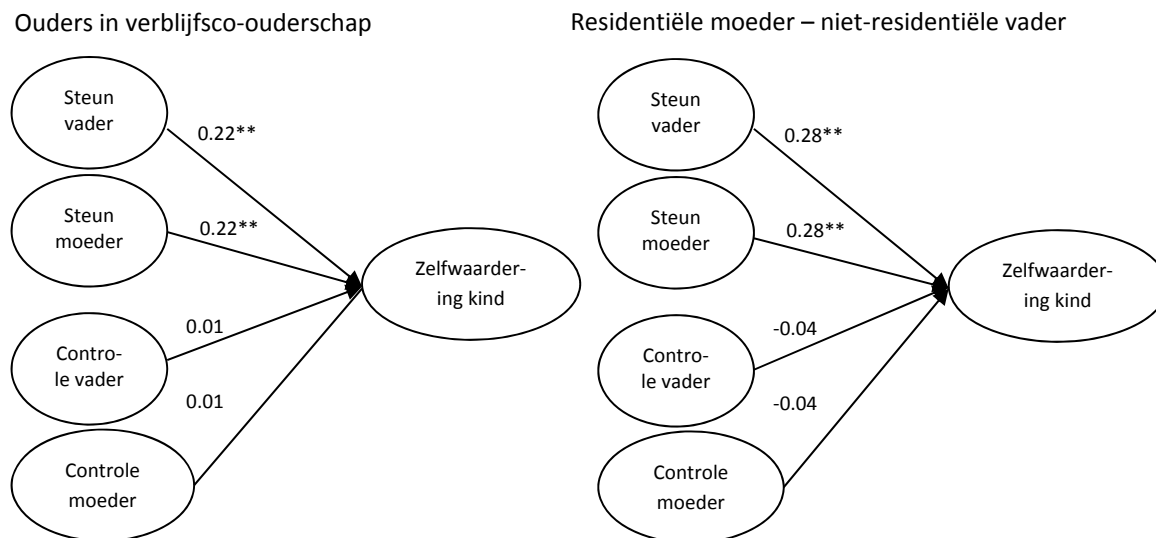 Ouders in verblijfsco-ouderschap
Steun
vader
0.22**
Steun
moeder
0.22**
Zelfwaarder-
ing kind
Contro-
le vader
0.01
0.01
Controle
moeder
Residentiële moeder – niet-residentiële vader
Steun
vader
0.28**
Steun
moeder
0.28**
Zelfwaarder-
ing kind
Contro-
le vader
-0.04
-0.04
Controle
moeder